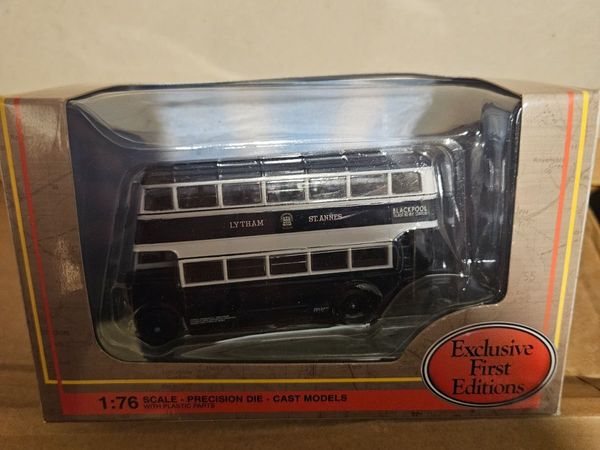 LYTHAM ST. ANNES
BLACKPOOL
Exclusive
First
Editions
1:76 SCALE - PRECISION DIE - CAST MODELS
WITH PLASTIC PARTS